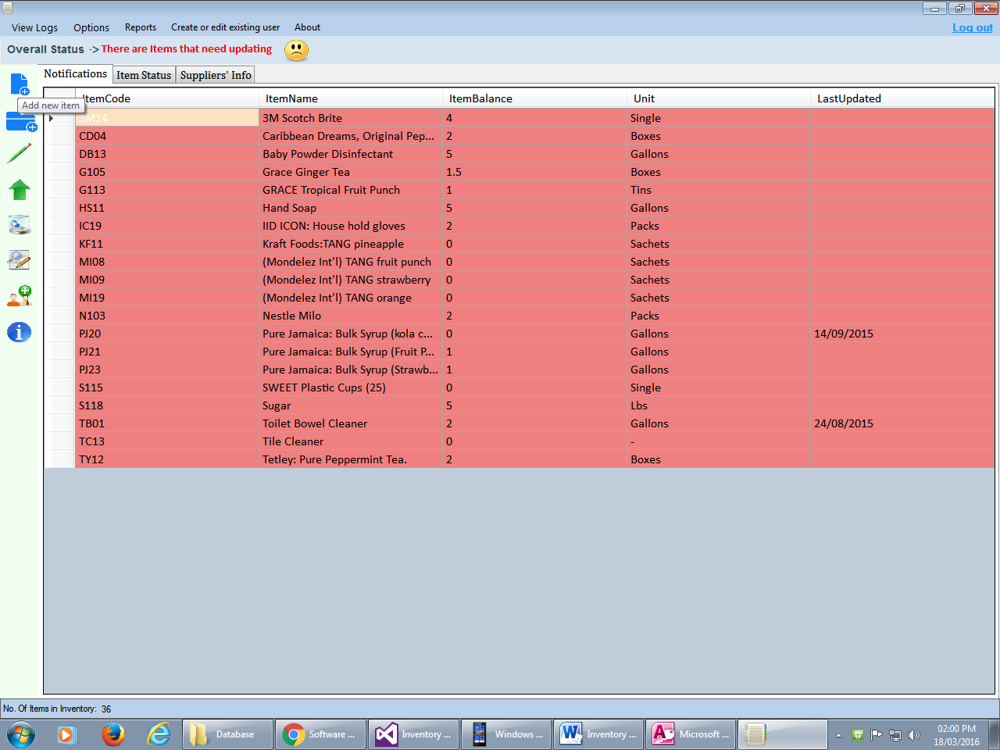 View Logs Options Reports Create or edit existing user About Log out
Overall Status -> There are Items that need updating
Notifications Item Status Suppliers' Info
Add new item
ItemCode ItemName ItemBalance Unit LastUpdated
3M14 3M Scotch Brite 4 Single
CD04 Caribbean Dreams, Original Pep... 2 Boxes
DB13 Baby Powder Disinfectant 5 Gallons
G105 Grace Ginger Tea 1.5 Boxes
G113 GRACE Tropical Fruit Punch 1 Tins
HS11 Hand Soap 5 Gallons
IC19 IID ICON: House hold gloves 2 Packs
KF11 Kraft Foods:TANG pineapple 0 Sachets
MI08 (Mondelez Int'l) TANG fruit punch 0 Sachets
MI09 (Mondelez Int'l) TANG strawberry 0 Sachets
MI19 (Mondelez Int'l) TANG orange 0 Sachets
N103 Nestle Milo 2 Packs
PJ20 Pure Jamaica: Bulk Syrup (kola c... 0 Gallons 14/09/2015
PJ21 Pure Jamaica: Bulk Syrup (Fruit P... 1 Gallons
PJ23 Pure Jamaica: Bulk Syrup (Strawb... 1 Gallons
S115 SWEET Plastic Cups (25) 0 Single
S118 Sugar 5 Lbs
TB01 Toilet Bowel Cleaner 2 Gallons 24/08/2015
TC13 Tile Cleaner 0 -
TY12 Tetley: Pure Peppermint Tea. 2 Boxes
No. Of Items in Inventory: 36
Database Software ... Inventory ... Windows ... Inventory ... Microsoft ... 02:00 PM
18/03/2016